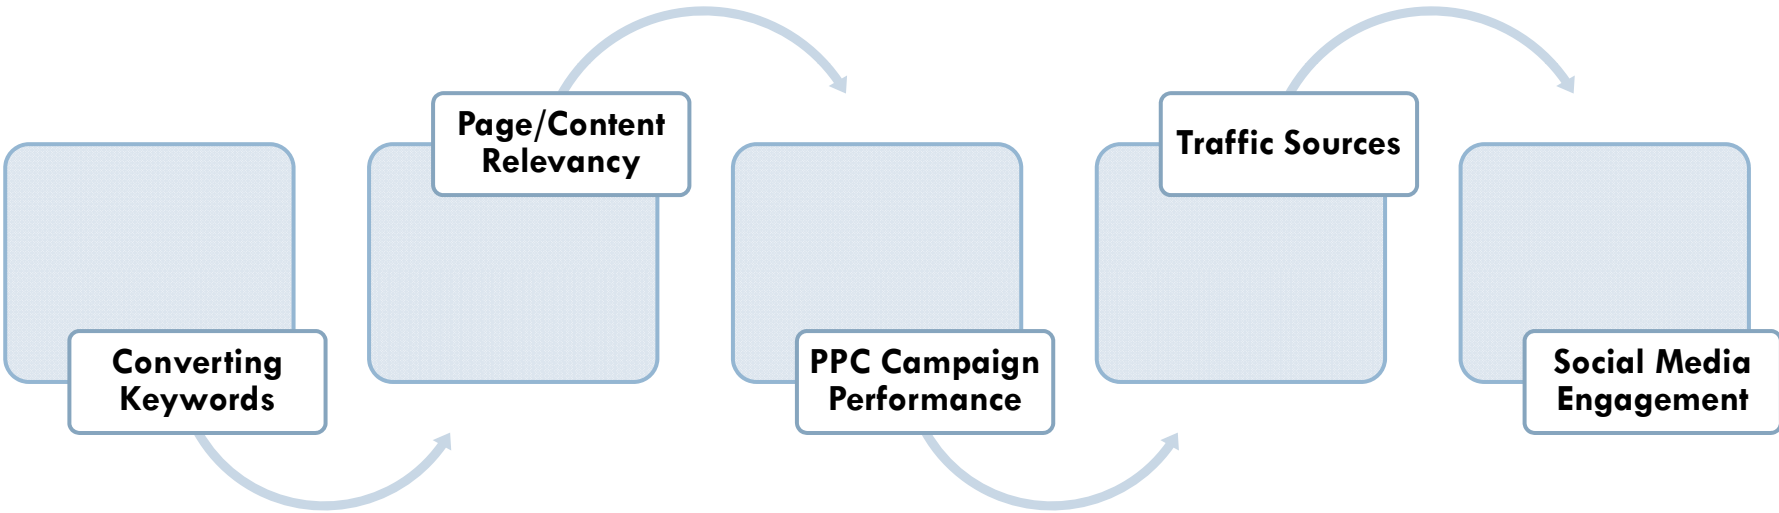 Converting
Keywords
Page/Content
Relevancy
PPC Campaign
Performance
Traffic Sources
Social Media
Engagement